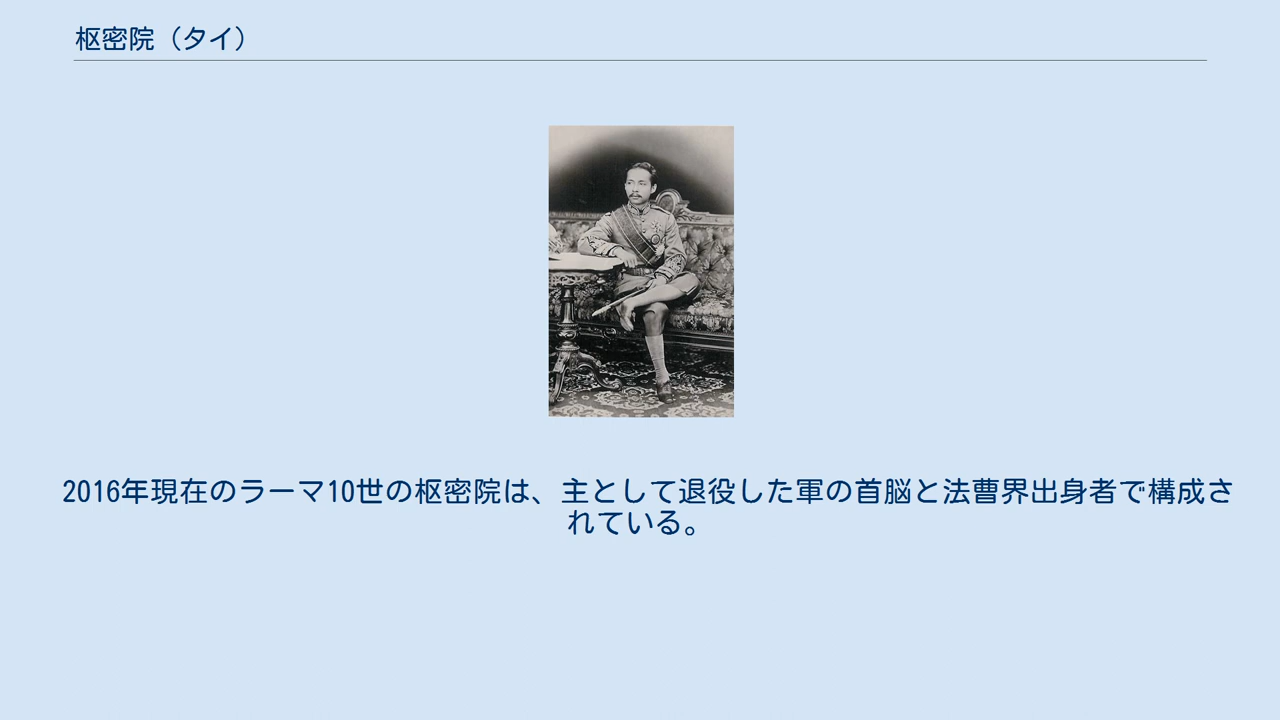 枢密院（タイ）
2016年現在のラーマ10世の枢密院は、主として退役した軍の首脳と法曹界出身者で構成さ
れている。